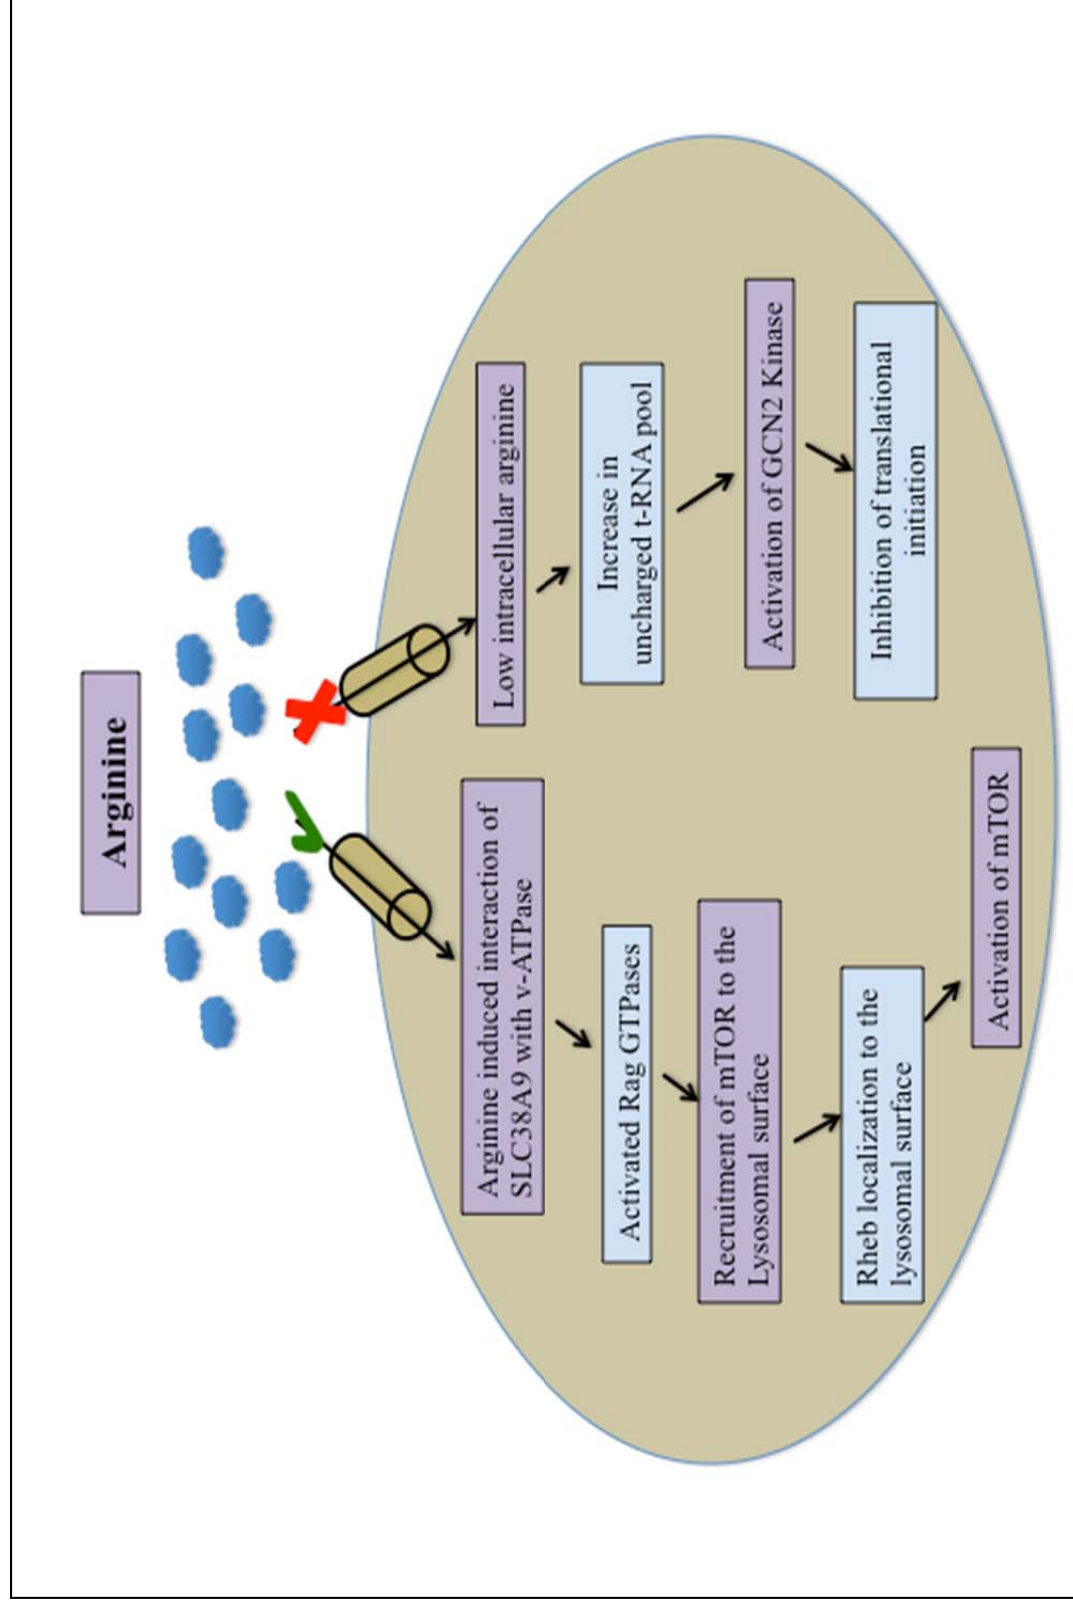 Arginine
Arginine induced interaction of
SLC38A9 with v-ATPase
Activated Rag GTPases
Recruitment of mTOR to the
Lysosomal surface
Rheb localization to the
lysosomal surface
Activation of mTOR
Low intracellular arginine
Increase in
uncharged t-RNA pool
Activation of GCN2 Kinase
Inhibition of translational
initiation